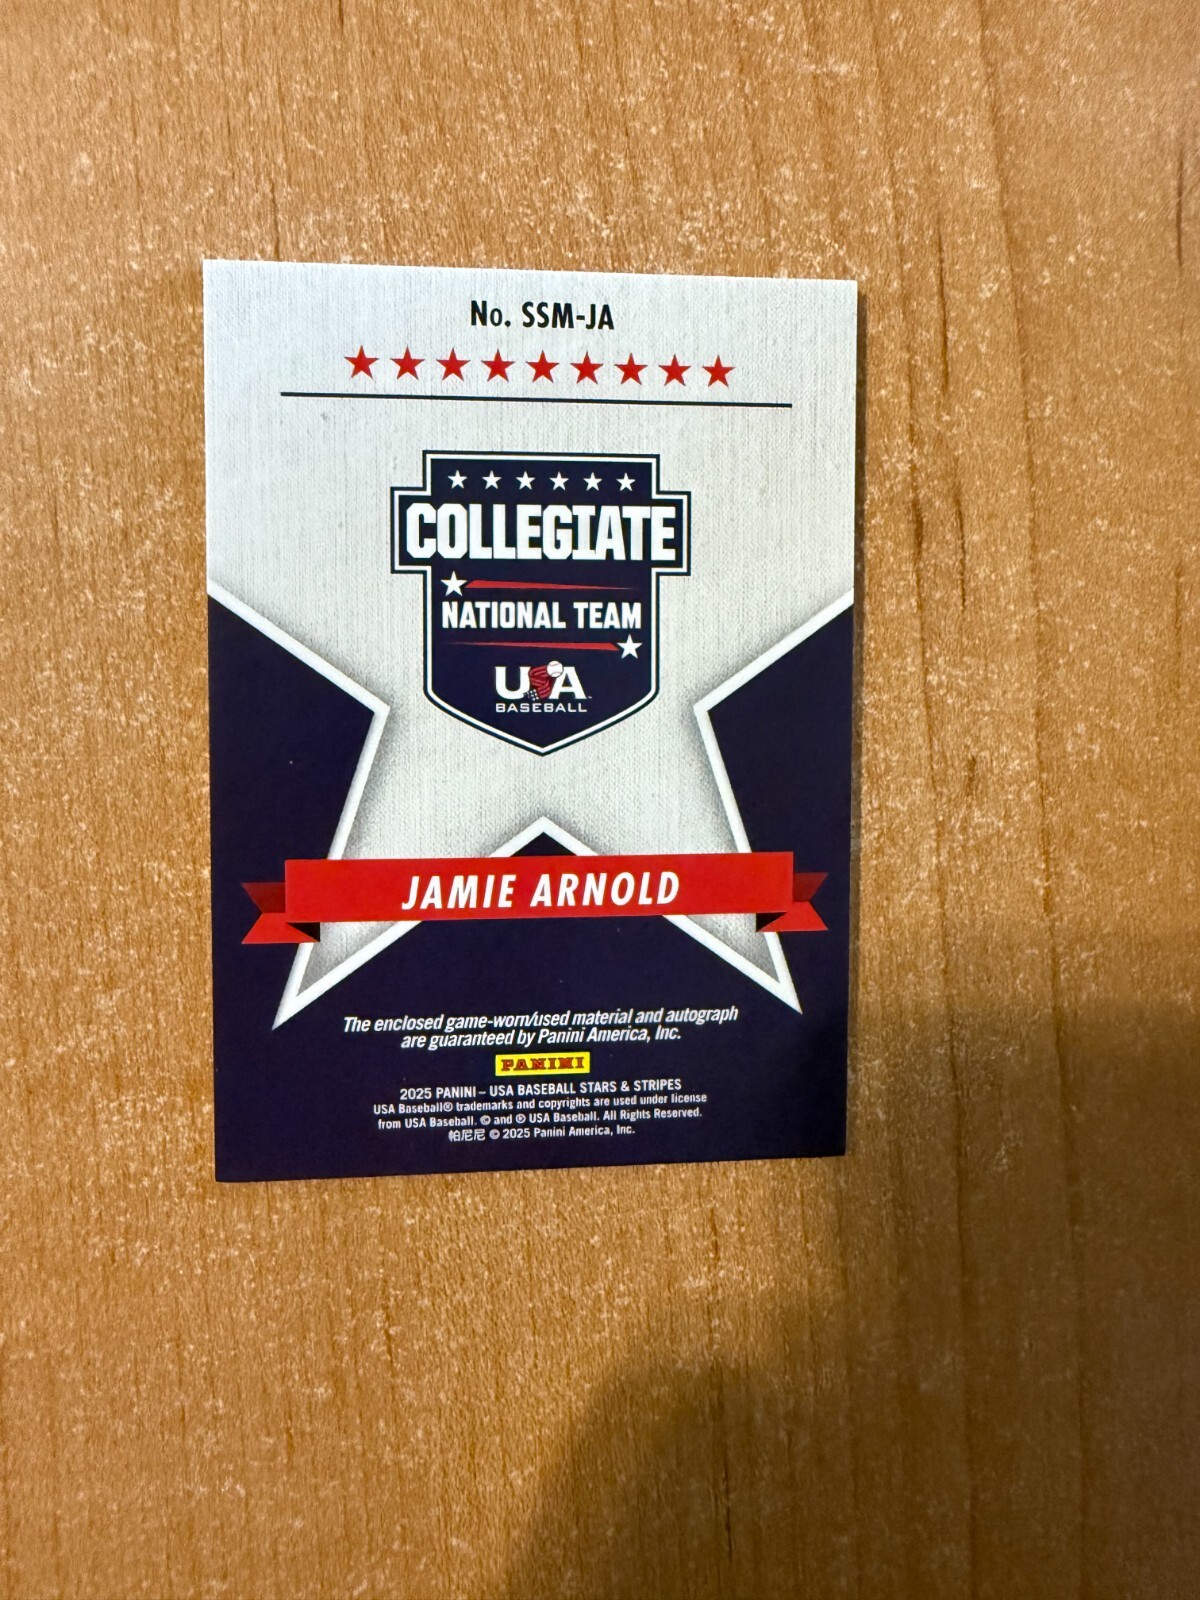 No. SSM-JA
COLLEGIATE
NATIONAL TEAM
USA
BASEBALL
JAMIE ARNOLD
The enclosed game-worn/used material and autograph
are guaranteed by Panini America, Inc.
PANINI
2025 PANINI – USA BASEBALL STARS & STRIPES
USA Baseball® trademarks and copyrights are used under license
from USA Baseball. © and ® USA Baseball. All Rights Reserved.
帕尼尼 © 2025 Panini America, Inc.